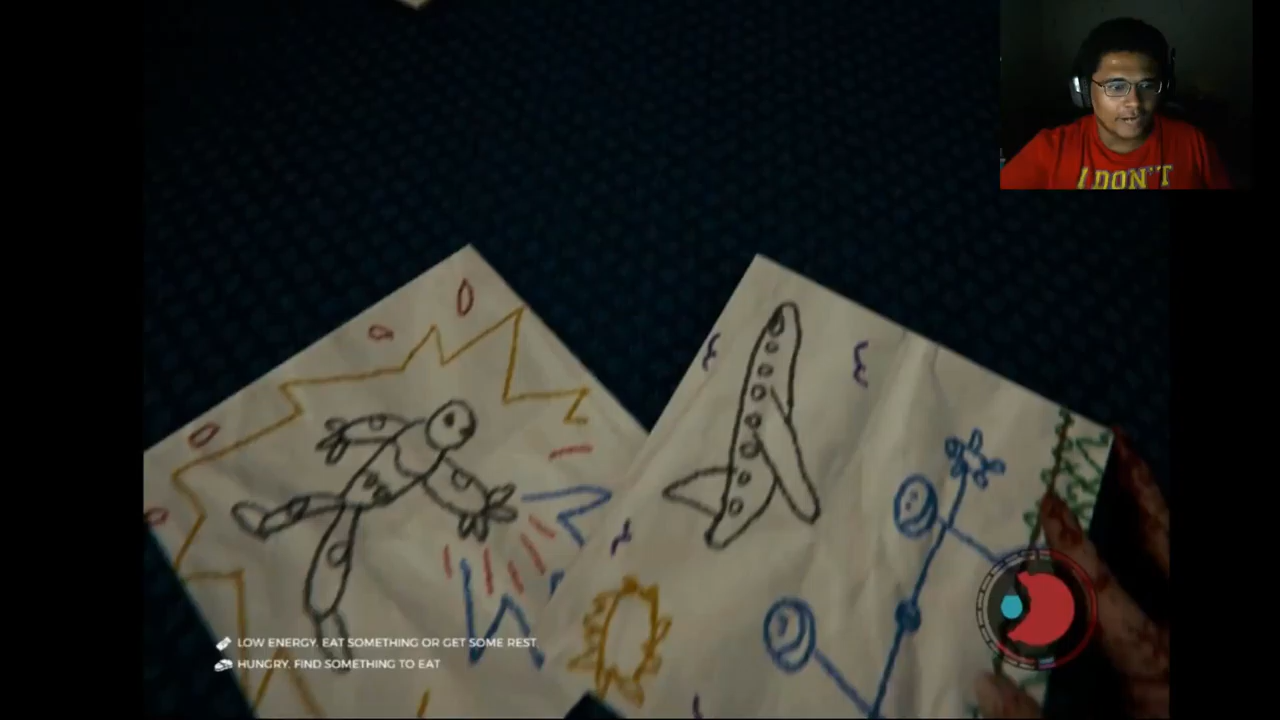 I DON'T
LOW ENERGY. EAT SOMETHING OR GET SOME REST.
HUNGRY. FIND SOMETHING TO EAT